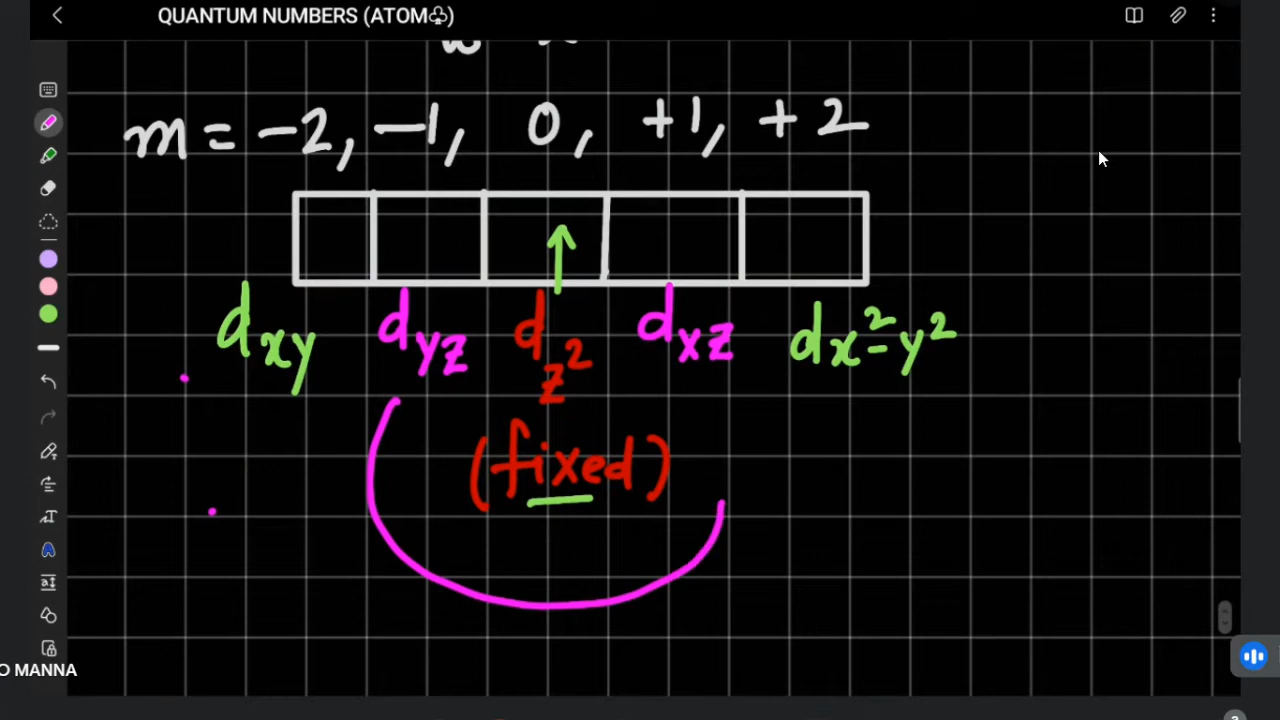 QUANTUM NUMBERS (ATOM♧)
m = -2, -1, 0, +1, +2
dxy dyz dz² dxz dx²-y²
(fixed)
O MANNA